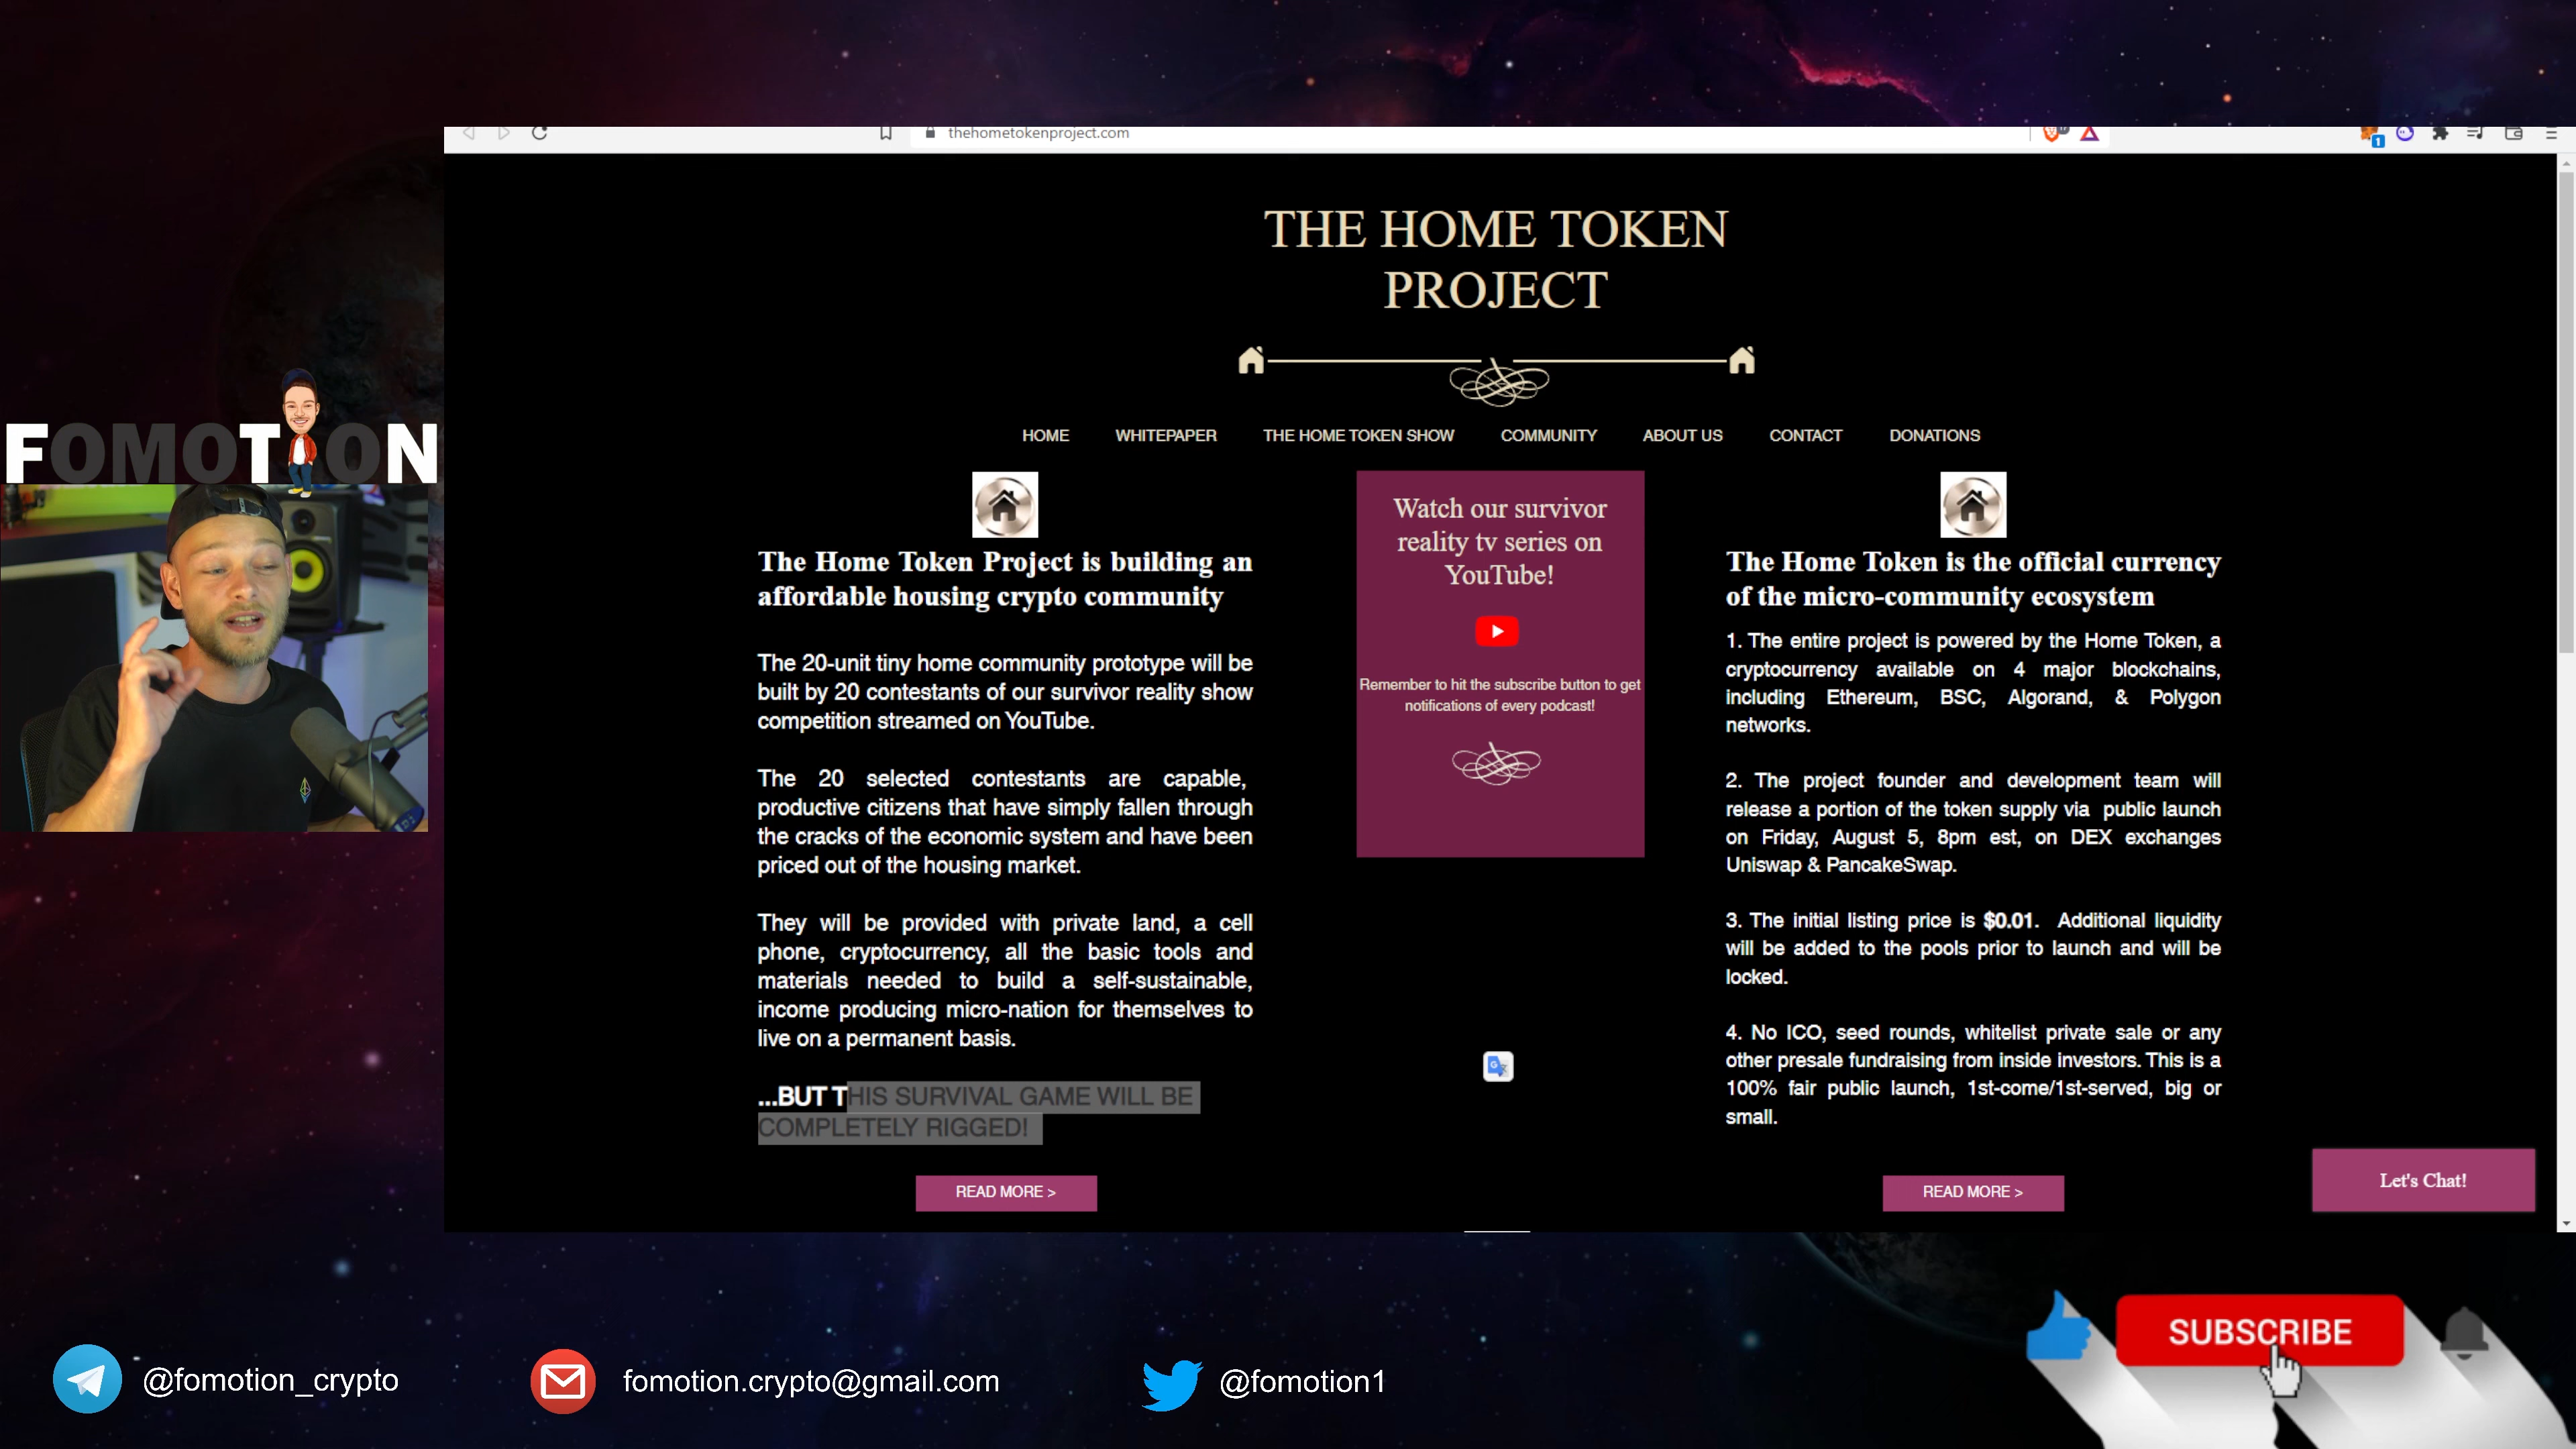 thehometokenproject.com
1
THE HOME TOKEN
PROJECT
HOME
WHITEPAPER
THE HOME TOKEN SHOW
COMMUNITY
ABOUT US
CONTACT
DONATIONS
FOMOTION
The Home Token Project is building an
affordable housing crypto community
The 20-unit tiny home community prototype will be
built by 20 contestants of our survivor reality show
competition streamed on YouTube.
The 20 selected contestants are capable,
productive citizens that have simply fallen through
the cracks of the economic system and have been
priced out of the housing market.
They will be provided with private land, a cell
phone, cryptocurrency, all the basic tools and
materials needed to build a self-sustainable,
income producing micro-nation for themselves to
live on a permanent basis.
...BUT THIS SURVIVAL GAME WILL BE
COMPLETELY RIGGED!
READ MORE >
Watch our survivor
reality tv series on
YouTube!
Remember to hit the subscribe button to get
notifications of every podcast!
The Home Token is the official currency
of the micro-community ecosystem
1. The entire project is powered by the Home Token, a
cryptocurrency available on 4 major blockchains,
including Ethereum, BSC, Algorand, & Polygon
networks.
2. The project founder and development team will
release a portion of the token supply via public launch
on Friday, August 5, 8pm est, on DEX exchanges
Uniswap & PancakeSwap.
3. The initial listing price is $0.01. Additional liquidity
will be added to the pools prior to launch and will be
locked.
4. No ICO, seed rounds, whitelist private sale or any
other presale fundraising from inside investors. This is a
100% fair public launch, 1st-come/1st-served, big or
small.
READ MORE >
Let's Chat!
@fomotion_crypto
fomotion.crypto@gmail.com
@fomotion1
SUBSCRIBE